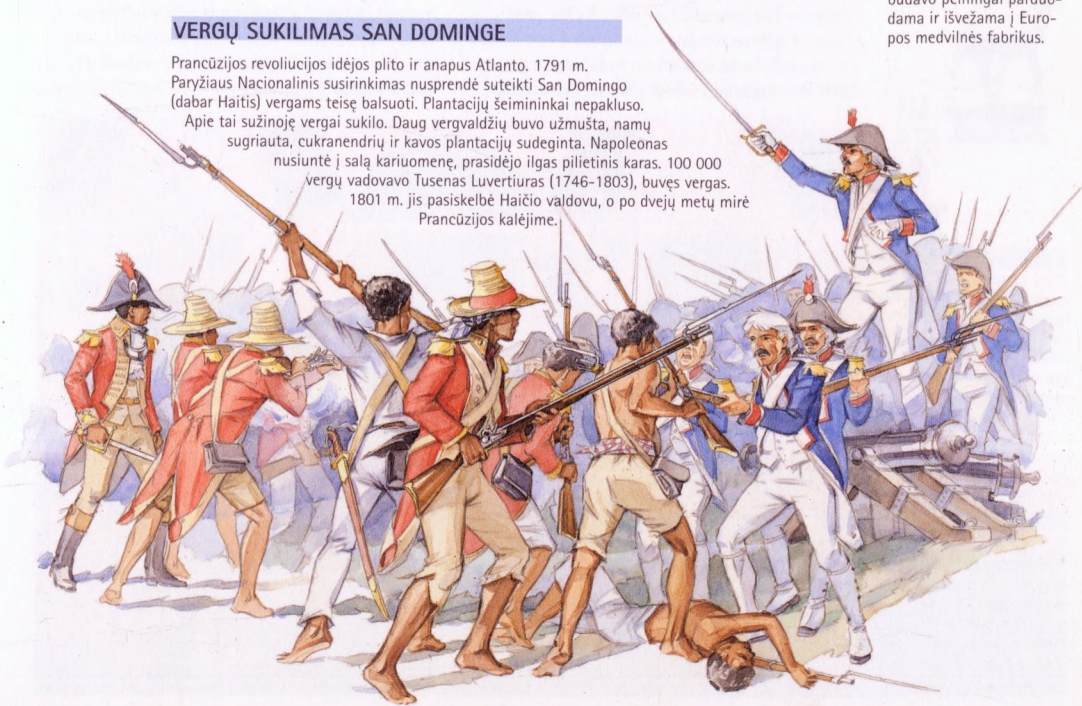 VERGŲ SUKILIMAS SAN DOMINGE
Prancūzijos revoliucijos idėjos plito ir anapus Atlanto. 1791 m.
Paryžiaus Nacionalinis susirinkimas nusprendė suteikti San Domingo
(dabar Haitis) vergams teisę balsuoti. Plantacijų šeimininkai nepakluso.
Apie tai sužinoję vergai sukilo. Daug vergvaldžių buvo užmušta, namų
sugriauta, cukranendrių ir kavos plantacijų sudeginta. Napoleonas
nusiuntė į salą kariuomenę, prasidėjo ilgas pilietinis karas. 100 000
vergų vadovavo Tusenas Luvertiuras (1746-1803), buvęs vergas.
1801 m. jis pasiskelbė Haičio valdovu, o po dvejų metų mirė
Prancūzijos kalėjime.
dama ir išvežama į Euro-
pos medvilnės fabrikus.